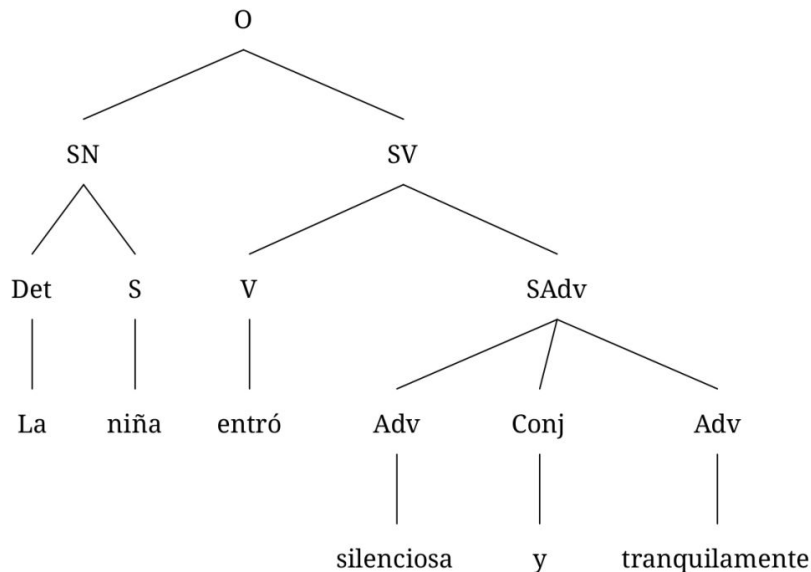 O
SN SV
Det S V SAdv
La niña entró Adv Conj Adv
silenciosa y tranquilamente